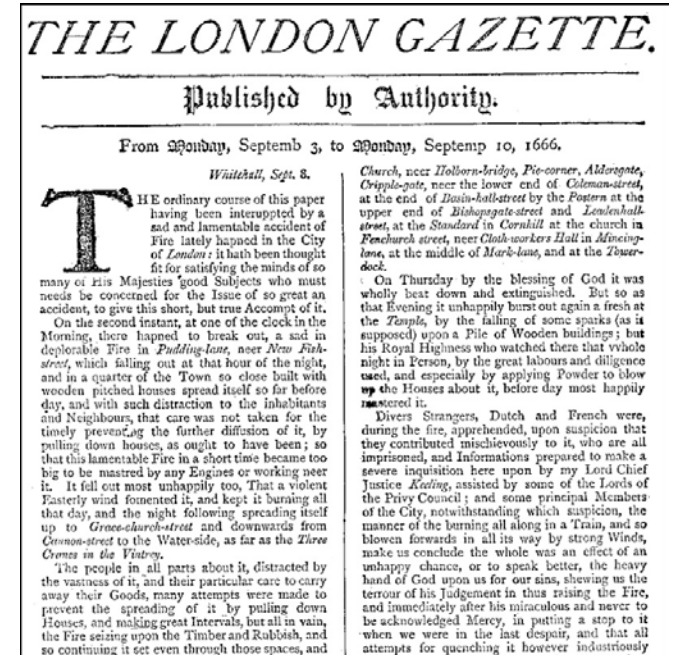 THE LONDON GAZETTE.
Published by Authority.
From Monday, Septemb 3, to Monday, Septemp 10, 1666.
Whitehall, Sept. 8.
THE ordinary course of this paper
having been interuppted by a
sad and lamentable accident of
Fire lately hapned in the City
of London: it hath been thought
fit for satisfying the minds of so
many of His Majesties good Subjects who must
needs be concerned for the Issue of so great an
accident, to give this short, but true Accompt of it.
On the second instant, at one of the clock in the
Morning, there hapned to break out, a sad in
deplorable Fire in Pudding-lane, neer New Fish-
street, which falling out at that hour of the night,
and in a quarter of the Town so close built with
wooden pitched houses spread itself so far before
day, and with such distraction to the inhabitants
and Neighbours, that care was not taken for the
timely preventing the further diffusion of it, by
pulling down houses, as ought to have been; so
that this lamentable Fire in a short time became too
big to be mastred by any Engines or working neer
it. It fell out most unhappily too, That a violent
Easterly wind fomented it, and kept it burning all
that day, and the night following spreading itself
up to Grace-church-street and downwards from
Cannon-street to the Water-side, as far as the Three
Cranes in the Vintrey.
The people in all parts about it, distracted by
the vastness of it, and their particular care to carry
away their Goods, many attempts were made to
prevent the spreading of it by pulling down
Houses, and making great Intervals, but all in vain,
the Fire seizing upon the Timber and Rubbish, and
so continuing it set even through those spaces, and
Church, neer Holborn-bridge, Pie-corner, Aldersgate,
Cripple-gate, neer the lower end of Coleman-street,
at the end of Basin-hall-street by the Postern at the
upper end of Bishopsgate-street and Leadenhall-
street, at the Standard in Cornhill at the church in
Fenchurch street, neer Cloth-workers Hall in Mincing-
lane, at the middle of Mark-lane, and at the Tower-
dock.
On Thursday by the blessing of God it was
wholly beat down and extinguished. But so as
that Evening it unhappily burst out again a fresh at
the Temple, by the falling of some sparks (as is
supposed) upon a Pile of Wooden buildings; but
his Royal Highness who watched there that vvhole
night in Person, by the great labours and diligence
used, and especially by applying Powder to blow
up the Houses about it, before day most happily
mastered it.
Divers Strangers, Dutch and French were,
during the fire, apprehended, upon suspicion that
they contributed mischievously to it, who are all
imprisoned, and Informations prepared to make a
severe inquisition here upon by my Lord Chief
Justice Keeling, assisted by some of the Lords of
the Privy Council; and some principal Members
of the City, notwithstanding which suspicion, the
manner of the burning all along in a Train, and so
blowen forwards in all its way by strong Winds,
make us conclude the whole was an effect of an
unhappy chance, or to speak better, the heavy
hand of God upon us for our sins, shewing us the
terrour of his Judgement in thus raising the Fire,
and immediately after his miraculous and never to
be acknowledged Mercy, in putting a stop to it
when we were in the last despair, and that all
attempts for quenching it however industriously